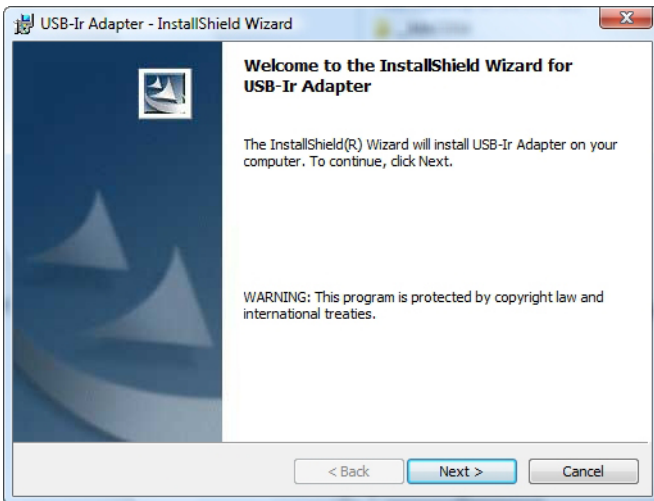 USB-Ir Adapter - InstallShield Wizard
Welcome to the InstallShield Wizard for
USB-Ir Adapter
The InstallShield(R) Wizard will install USB-Ir Adapter on your
computer. To continue, click Next.
WARNING: This program is protected by copyright law and
international treaties.
< Back
Next >
Cancel